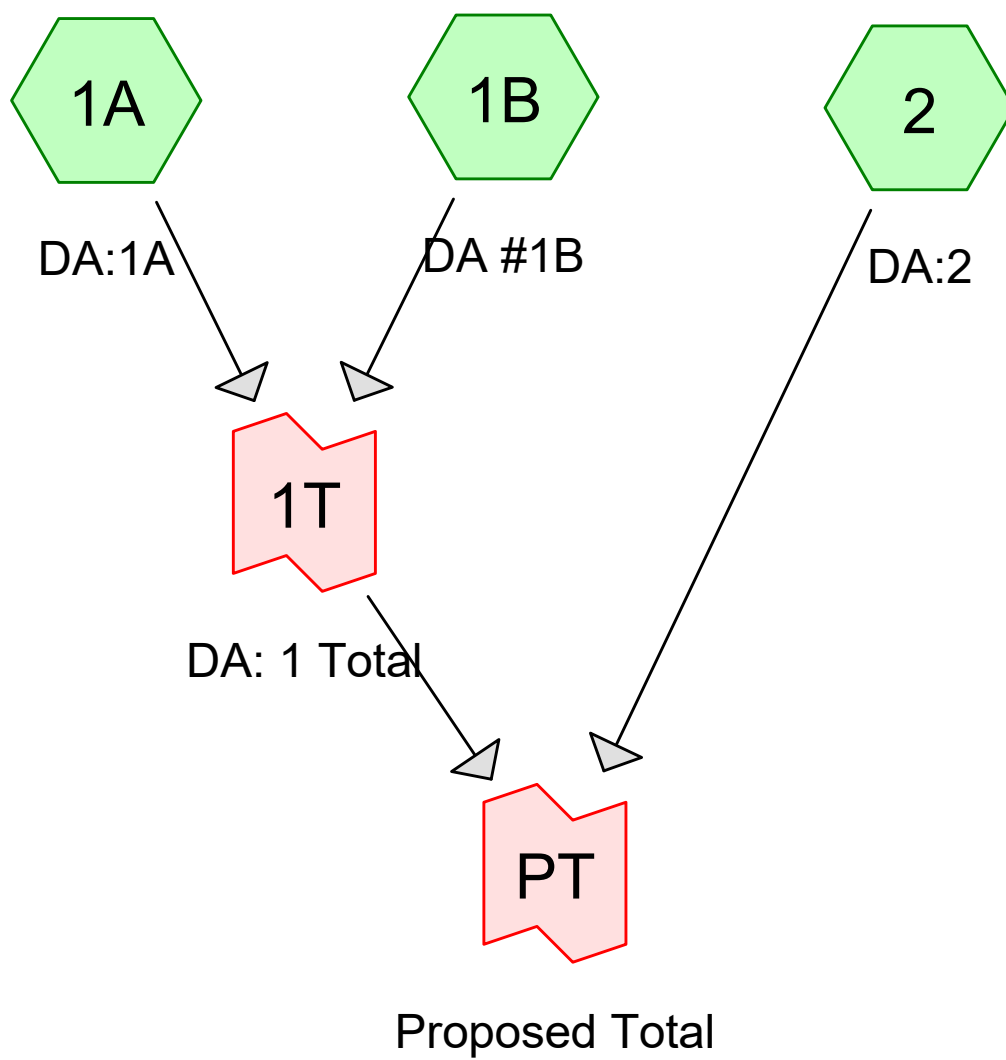 1A
1B
2
DA:1A
DA #1B
DA:2
1T
DA: 1 Total
PT
Proposed Total